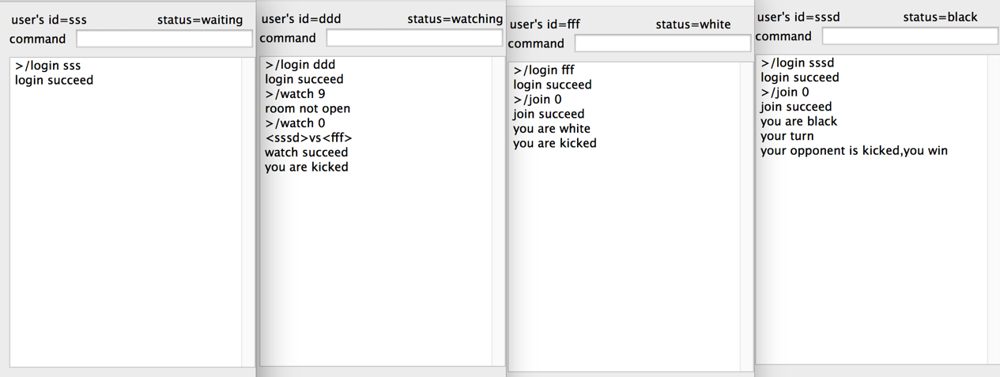 user's id=sss status=waiting
command
>/login sss
login succeed
user's id=ddd status=watching
command
>/login ddd
login succeed
>/watch 9
room not open
>/watch 0
<sssd>vs<fff>
watch succeed
you are kicked
user's id=fff status=white
command
>/login fff
login succeed
>/join 0
join succeed
you are white
you are kicked
user's id=sssd status=black
command
>/login sssd
login succeed
>/join 0
join succeed
you are black
your turn
your opponent is kicked,you win